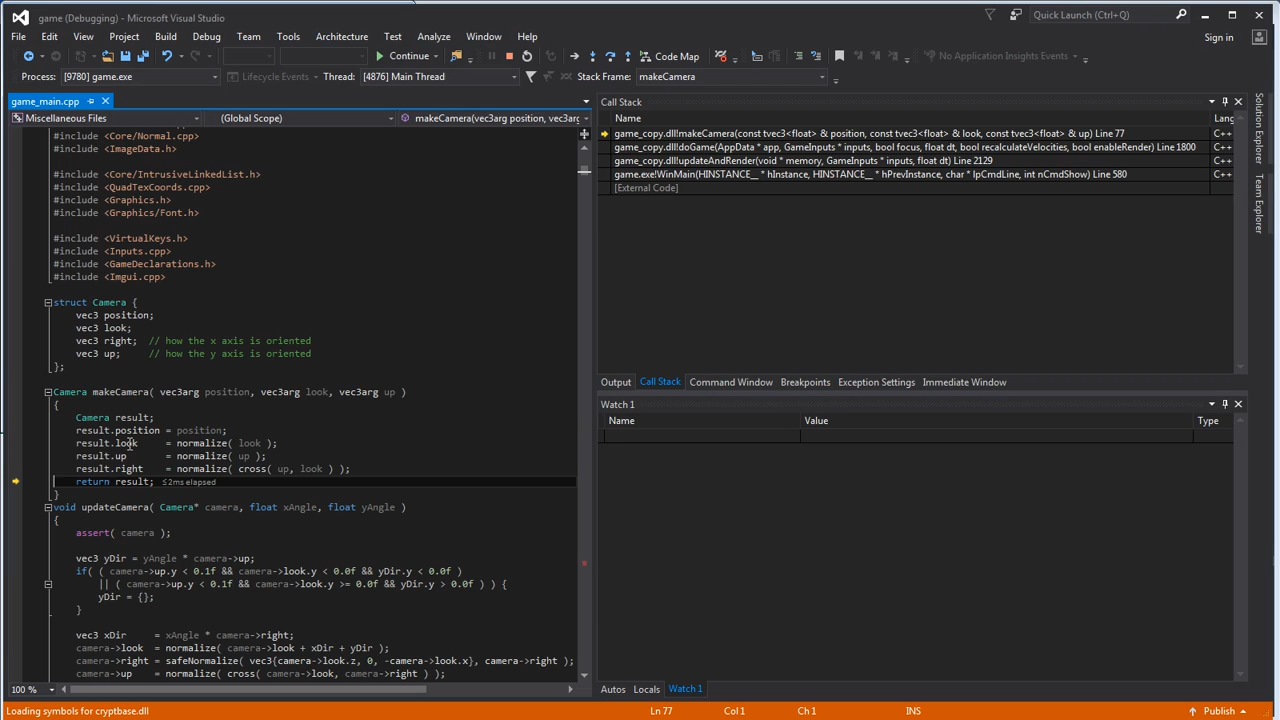 game (Debugging) - Microsoft Visual Studio
Quick Launch (Ctrl+Q)
File Edit View Project Build Debug Team Tools Architecture Test Analyze Window Help
Sign in
Continue Code Map No Application Insights Events
Process: [9780] game.exe Lifecycle Events Thread: [4876] Main Thread Stack Frame: makeCamera
game_main.cpp
Miscellaneous Files (Global Scope) makeCamera(vec3arg position, vec3arg
#include <Core/Normal.cpp>
#include <ImageData.h>
#include <Core/IntrusiveLinkedList.h>
#include <QuadTexCoords.cpp>
#include <Graphics.h>
#include <Graphics/Font.h>
#include <VirtualKeys.h>
#include <Inputs.cpp>
#include <GameDeclarations.h>
#include <Imgui.cpp>
struct Camera {
vec3 position;
vec3 look;
vec3 right; // how the x axis is oriented
vec3 up; // how the y axis is oriented
};
Camera makeCamera( vec3arg position, vec3arg look, vec3arg up )
{
Camera result;
result.position = position;
result.look = normalize( look );
result.up = normalize( up );
result.right = normalize( cross( up, look ) );
return result; ≤2ms elapsed
}
void updateCamera( Camera* camera, float xAngle, float yAngle )
{
assert( camera );
vec3 yDir = yAngle * camera->up;
if( ( camera->up.y < 0.1f && camera->look.y < 0.0f && yDir.y < 0.0f )
|| ( camera->up.y < 0.1f && camera->look.y >= 0.0f && yDir.y > 0.0f ) ) {
yDir = {};
}
vec3 xDir = xAngle * camera->right;
camera->look = normalize( camera->look + xDir + yDir );
camera->right = safeNormalize( vec3{camera->look.z, 0, -camera->look.x}, camera->right );
camera->up = normalize( cross( camera->look, camera->right ) );
100 %
Call Stack
Name Lang
game_copy.dll!makeCamera(const tvec3<float> & position, const tvec3<float> & look, const tvec3<float> & up) Line 77 C++
game_copy.dll!doGame(AppData * app, GameInputs * inputs, bool focus, float dt, bool recalculateVelocities, bool enableRender) Line 1800 C++
game_copy.dll!updateAndRender(void * memory, GameInputs * inputs, float dt) Line 2129 C++
game.exe!WinMain(HINSTANCE__ * hInstance, HINSTANCE__ * hPrevInstance, char * lpCmdLine, int nCmdShow) Line 580 C++
[External Code]
Output Call Stack Command Window Breakpoints Exception Settings Immediate Window
Watch 1
Name Value Type
Autos Locals Watch 1
Solution Explorer
Team Explorer
Loading symbols for cryptbase.dll Ln 77 Col 1 Ch 1 INS Publish